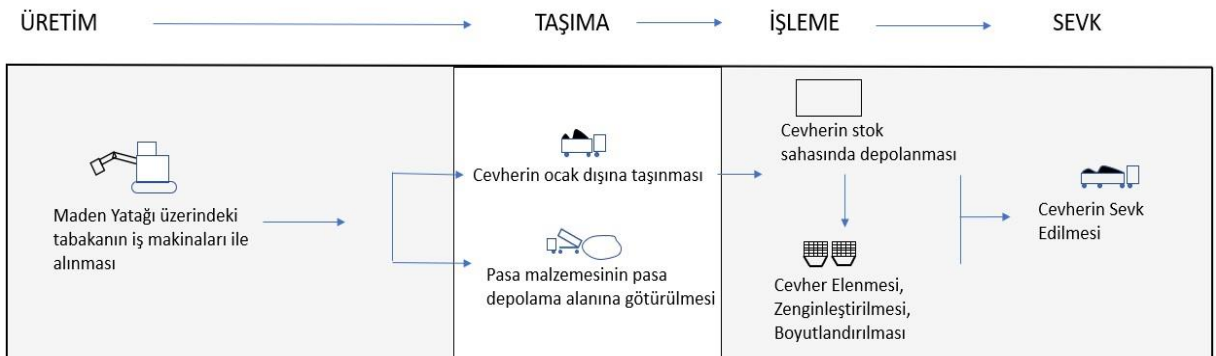 ÜRETİM
TAŞIMA
İŞLEME
SEVK
Maden Yatağı üzerindeki
tabakanın iş makinaları ile
alınması
Cevherin ocak dışına taşınması
Pasa malzemesinin pasa
depolama alanına götürülmesi
Cevherin stok
sahasında depolanması
Cevher Elenmesi,
Zenginleştirilmesi,
Boyutlandırılması
Cevherin Sevk
Edilmesi